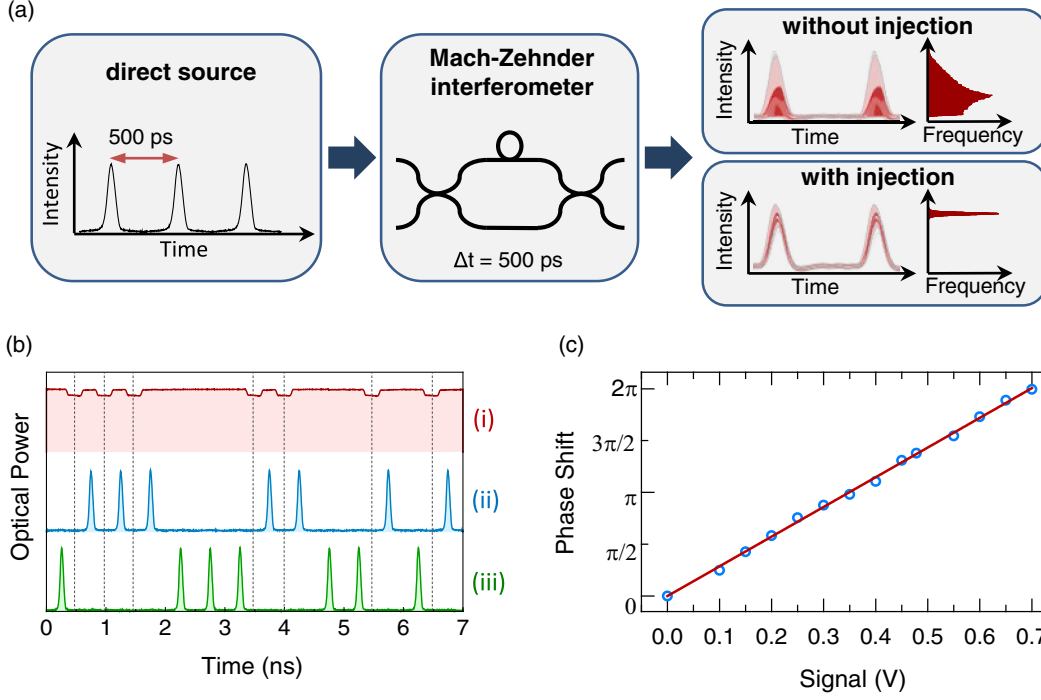 (a)
direct source
500 ps
Intensity
Time
Mach-Zehnder
interferometer
Δt = 500 ps
without injection
Intensity
Time
Frequency
with injection
Intensity
Time
Frequency
(b)
Optical Power
(i)
(ii)
(iii)
0 1 2 3 4 5 6 7
Time (ns)
(c)
Phase Shift
2π
3π/2
π
π/2
0
0.0 0.1 0.2 0.3 0.4 0.5 0.6 0.7
Signal (V)